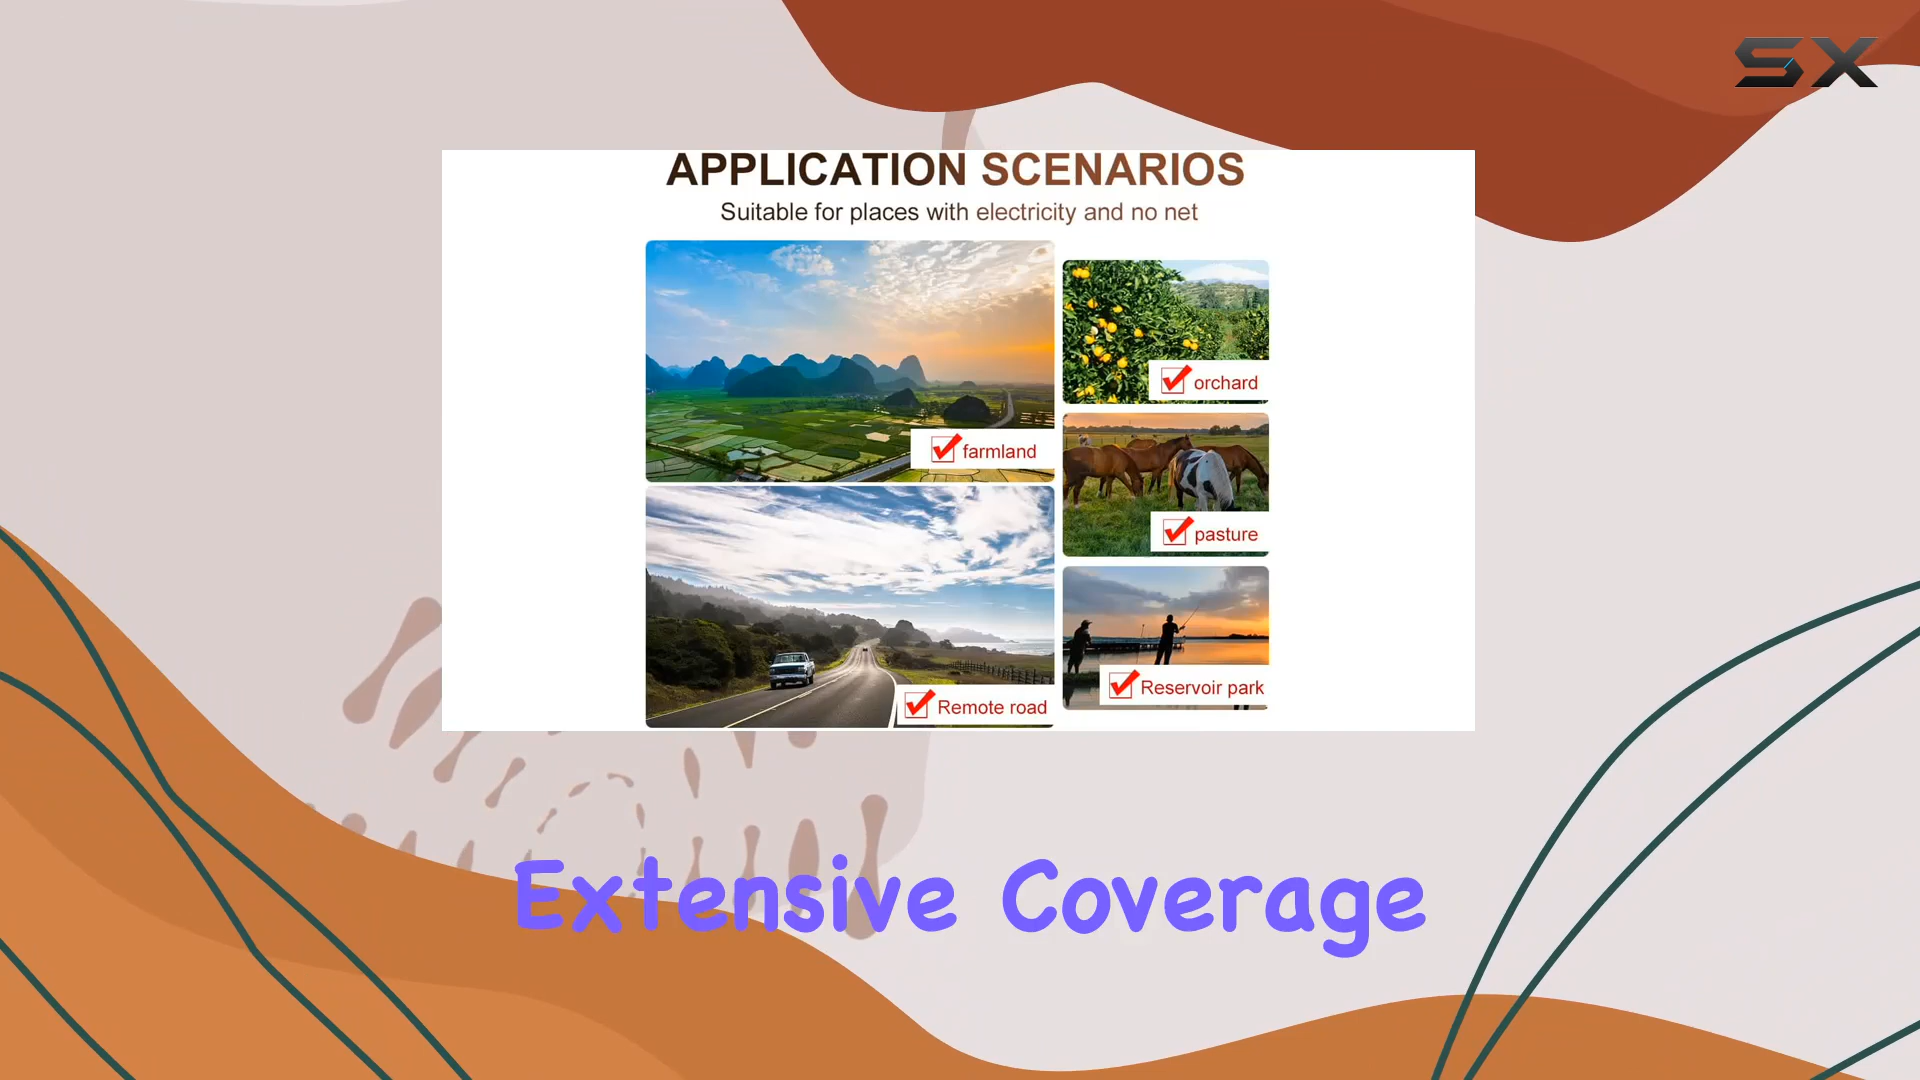 SX
APPLICATION SCENARIOS
Suitable for places with electricity and no net
farmland
orchard
pasture
Remote road
Reservoir park
Extensive Coverage